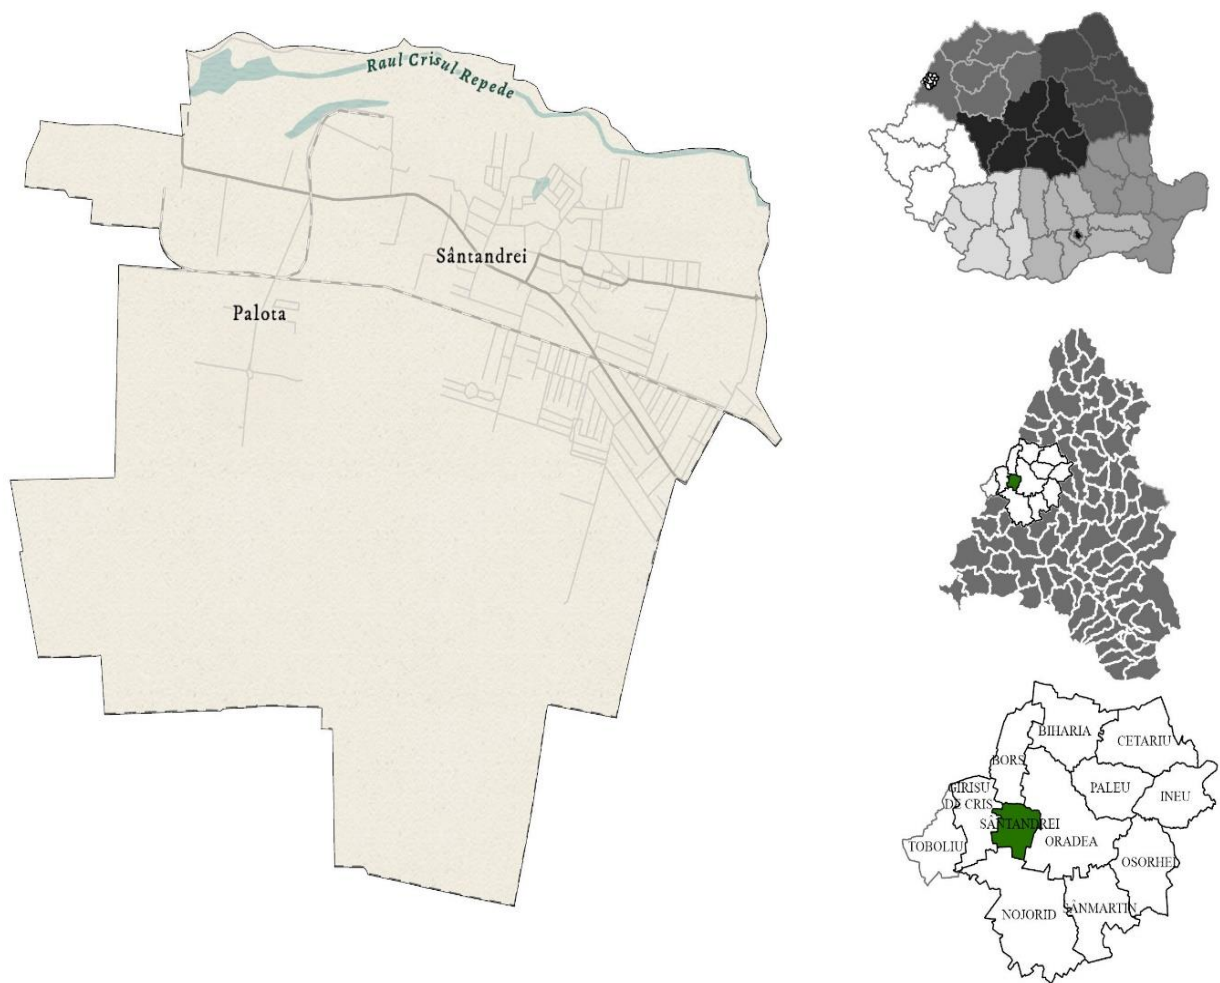 Raul Crisul Repede
Sântandrei
Palota
BIHARIA
CETARIU
BORS
PALEU
INEU
GIRISU
DE CRIS
SÂNTANDREI
TOBOLIU
ORADEA
OSORHEI
NOJORID
SÂNMARTIN